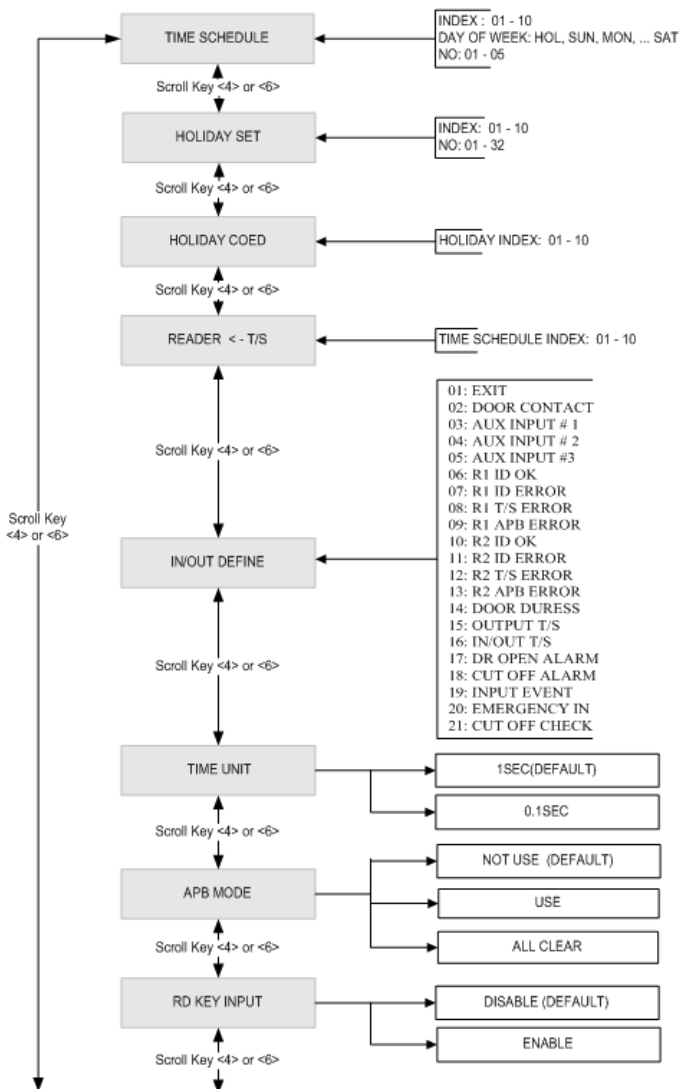 TIME SCHEDULE
INDEX : 01 - 10
DAY OF WEEK: HOL, SUN, MON, ... SAT
NO: 01 - 05
Scroll Key <4> or <6>
HOLIDAY SET
INDEX: 01 - 10
NO: 01 - 32
Scroll Key <4> or <6>
HOLIDAY COED
HOLIDAY INDEX: 01 - 10
Scroll Key <4> or <6>
READER < - T/S
TIME SCHEDULE INDEX: 01 - 10
Scroll Key <4> or <6>
Scroll Key
<4> or <6>
IN/OUT DEFINE
01: EXIT
02: DOOR CONTACT
03: AUX INPUT # 1
04: AUX INPUT # 2
05: AUX INPUT #3
06: R1 ID OK
07: R1 ID ERROR
08: R1 T/S ERROR
09: R1 APB ERROR
10: R2 ID OK
11: R2 ID ERROR
12: R2 T/S ERROR
13: R2 APB ERROR
14: DOOR DURESS
15: OUTPUT T/S
16: IN/OUT T/S
17: DR OPEN ALARM
18: CUT OFF ALARM
19: INPUT EVENT
20: EMERGENCY IN
21: CUT OFF CHECK
Scroll Key <4> or <6>
TIME UNIT
1SEC(DEFAULT)
0.1SEC
Scroll Key <4> or <6>
APB MODE
NOT USE (DEFAULT)
USE
ALL CLEAR
Scroll Key <4> or <6>
RD KEY INPUT
DISABLE (DEFAULT)
ENABLE
Scroll Key <4> or <6>